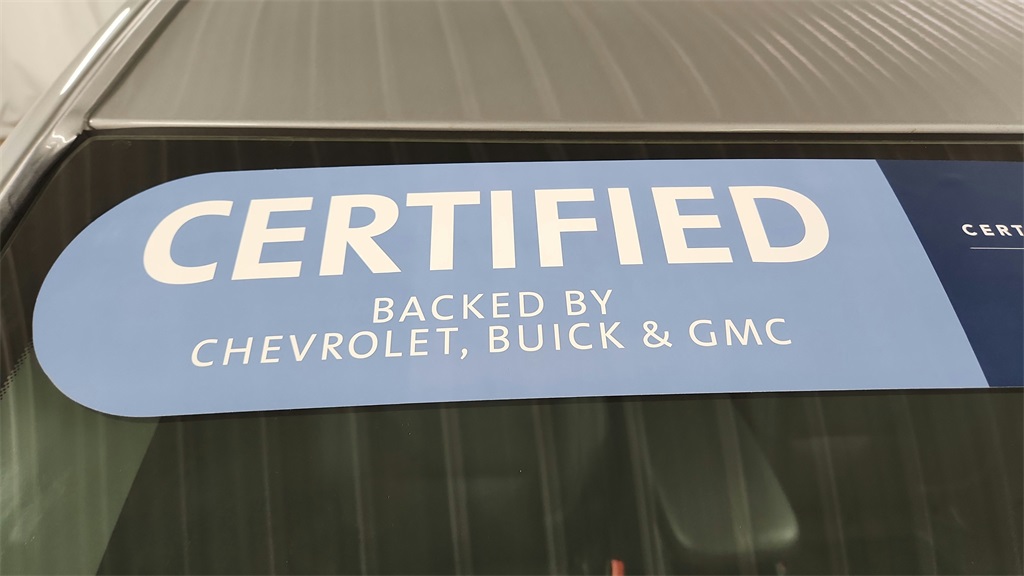 CERTIFIED
BACKED BY
CHEVROLET, BUICK & GMC